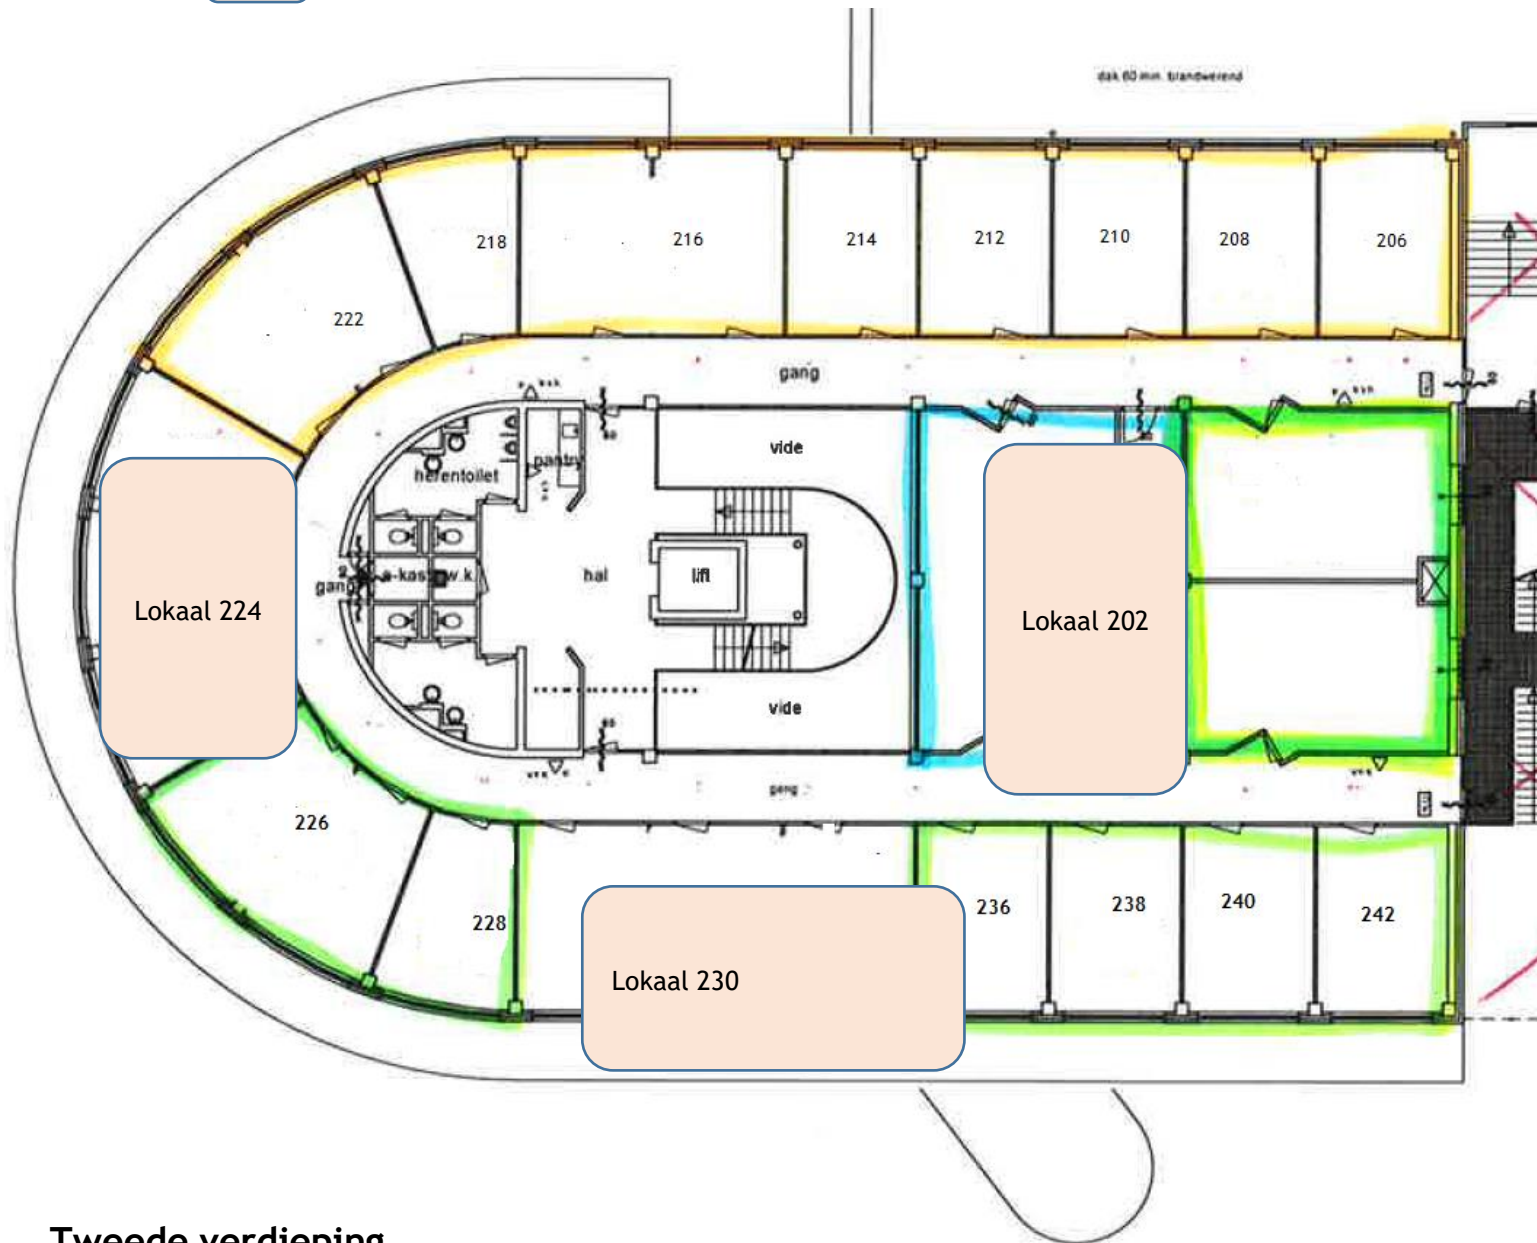 dak 60 min. brandwerend
218
216
214
212
210
208
206
222
gang
vide
herentoilet
pantry
hal
lift
gang
w.k.
Lokaal 224
Lokaal 202
vide
gang
226
228
236
238
240
242
Lokaal 230
Tweede verdieping